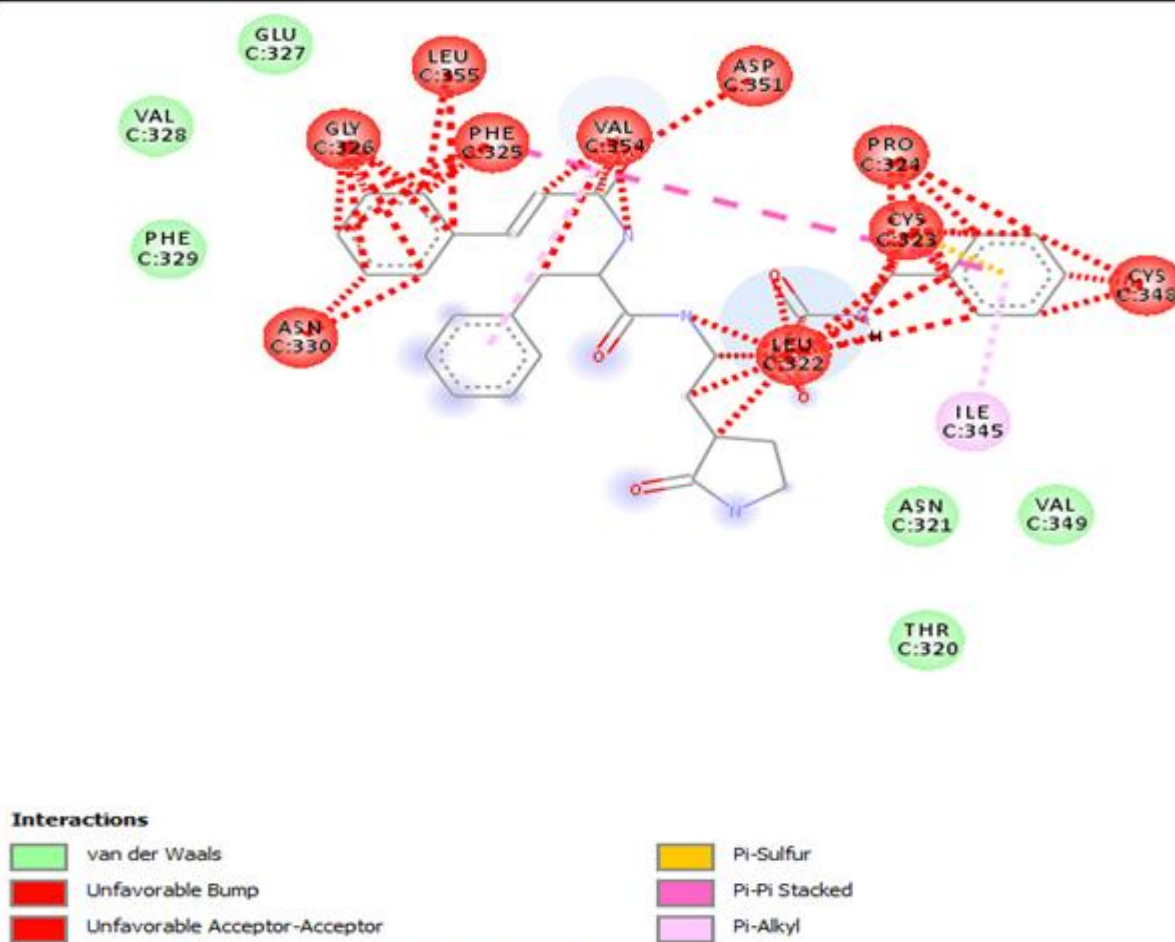 GLU
C:327
LEU
C:355
ASP
C:351
VAL
C:328
GLY
C:326
PHE
C:325
VAL
C:354
PRO
C:324
CYS
C:323
PHE
C:329
ASN
C:330
CYS
C:348
N
O
N
N
H
O
LEU
C:322
O
O
N
ILE
C:345
ASN
C:321
VAL
C:349
THR
C:320
Interactions
van der Waals
Unfavorable Bump
Unfavorable Acceptor-Acceptor
Pi-Sulfur
Pi-Pi Stacked
Pi-Alkyl